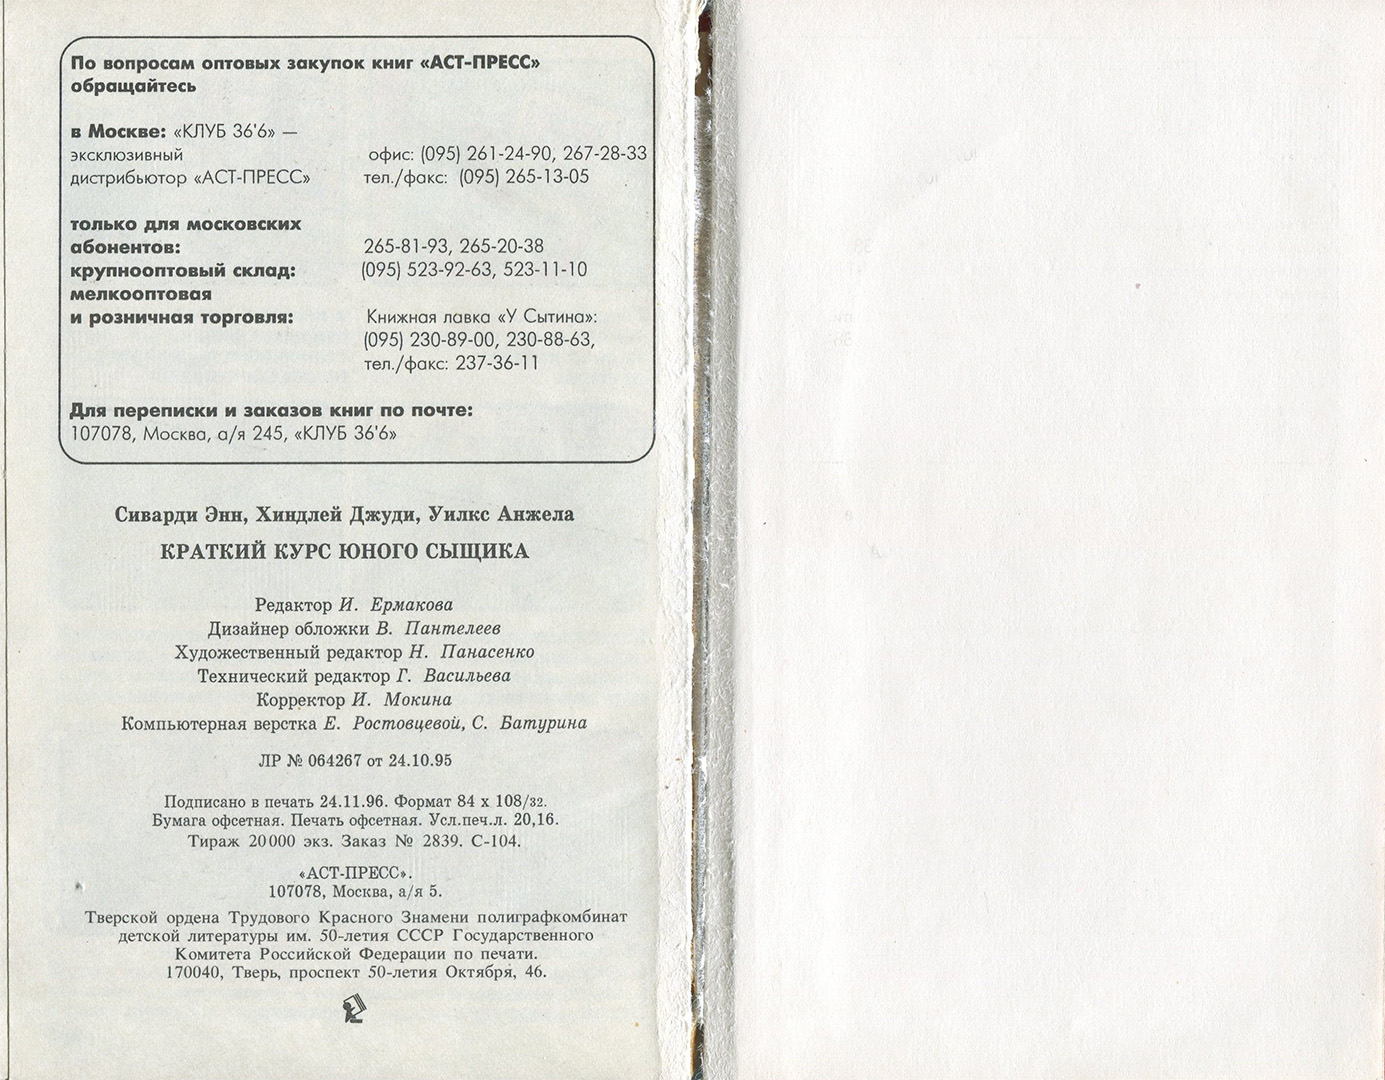 По вопросам оптовых закупок книг «АСТ-ПРЕСС»
обращайтесь
в Москве: «КЛУБ 36'6» —
эксклюзивный офис: (095) 261-24-90, 267-28-33
дистрибьютор «АСТ-ПРЕСС» тел./факс: (095) 265-13-05
только для московских
абонентов: 265-81-93, 265-20-38
крупнооптовый склад: (095) 523-92-63, 523-11-10
мелкооптовая
и розничная торговля: Книжная лавка «У Сытина»:
(095) 230-89-00, 230-88-63,
тел./факс: 237-36-11
Для переписки и заказов книг по почте:
107078, Москва, а/я 245, «КЛУБ 36'6»
Сиварди Энн, Хиндлей Джуди, Уилкс Анжела
КРАТКИЙ КУРС ЮНОГО СЫЩИКА
Редактор И. Ермакова
Дизайнер обложки В. Пантелеев
Художественный редактор Н. Панасенко
Технический редактор Г. Васильева
Корректор И. Мокина
Компьютерная верстка Е. Ростовцевой, С. Батурина
ЛР № 064267 от 24.10.95
Подписано в печать 24.11.96. Формат 84 х 108/32.
Бумага офсетная. Печать офсетная. Усл.печ.л. 20,16.
Тираж 20000 экз. Заказ № 2839. С-104.
«АСТ-ПРЕСС».
107078, Москва, а/я 5.
Тверской ордена Трудового Красного Знамени полиграфкомбинат
детской литературы им. 50-летия СССР Государственного
Комитета Российской Федерации по печати.
170040, Тверь, проспект 50-летия Октября, 46.